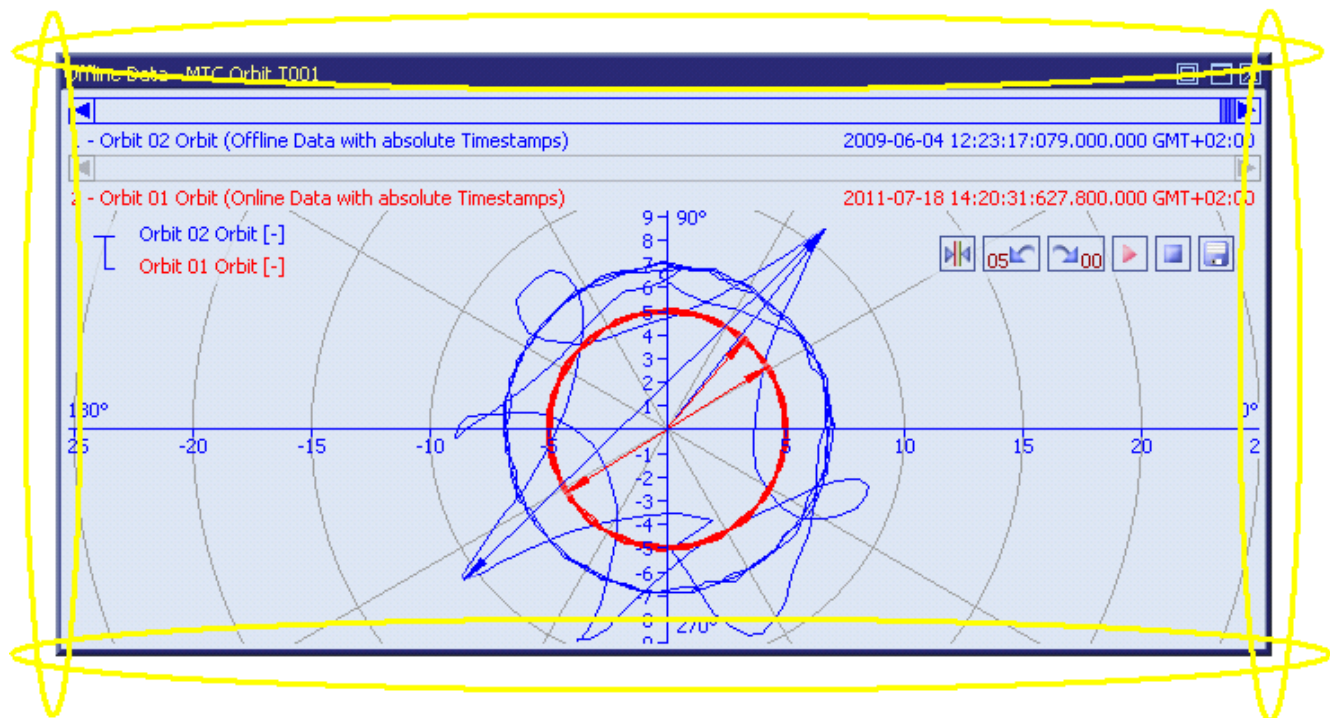 Offline Data - MTC Orbit T001
1 - Orbit 02 Orbit (Offline Data with absolute Timestamps) 2009-06-04 12:23:17:079.000.000 GMT+02:00
2 - Orbit 01 Orbit (Online Data with absolute Timestamps) 2011-07-18 14:20:31:627.800.000 GMT+02:00
9 90°
Orbit 02 Orbit [-]
8
05 00
Orbit 01 Orbit [-]
7
6
5
4
3
2
180° 1 0°
25 -20 -15 -10 -5 5 10 15 20 2
-1
-2
-3
-4
-5
-6
-7
8 270°
9